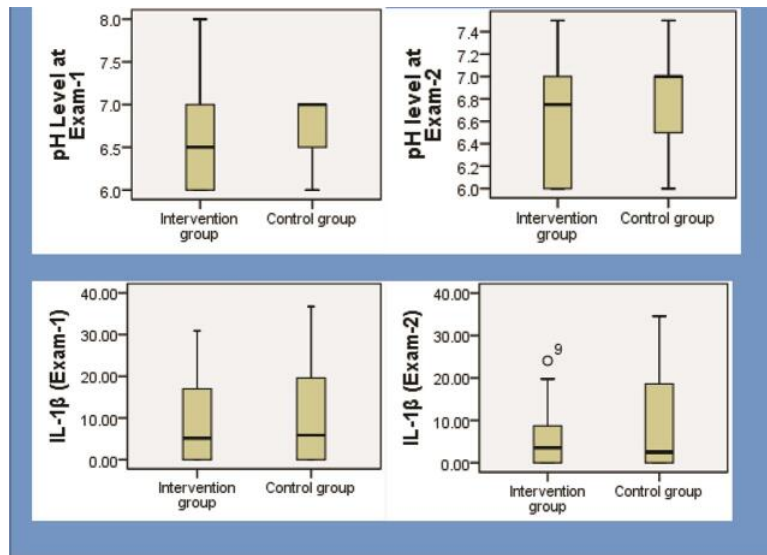 pH Level at
Exam-1
8.0
7.5
7.0
6.5
6.0
Intervention
group
Control group
pH level at
Exam-2
7.4
7.2
7.0
6.8
6.6
6.4
6.2
6.0
Intervention
group
Control group
IL-1β (Exam-1)
40.00
30.00
20.00
10.00
0.00
Intervention
group
Control group
IL-1β (Exam-2)
40.00
30.00
20.00
10.00
0.00
9
Intervention
group
Control group